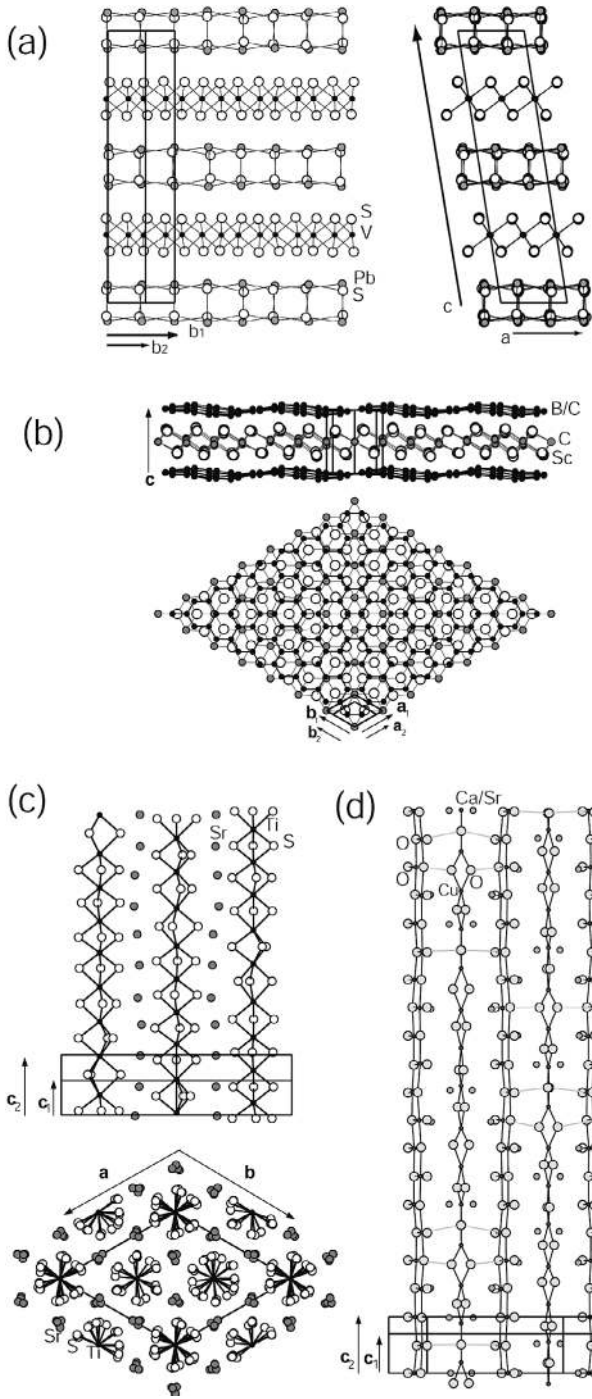 (a)
S
V
Pb
S
b₁
b₂
c
a
(b)
B/C
C
Sc
c
b₁
b₂
a₁
a₂
(c)
Sr
Ti
S
c₂
c₁
a
b
Sr
S
Ti
(d)
Ca/Sr
O
O
O
Cu
c₂
c₁